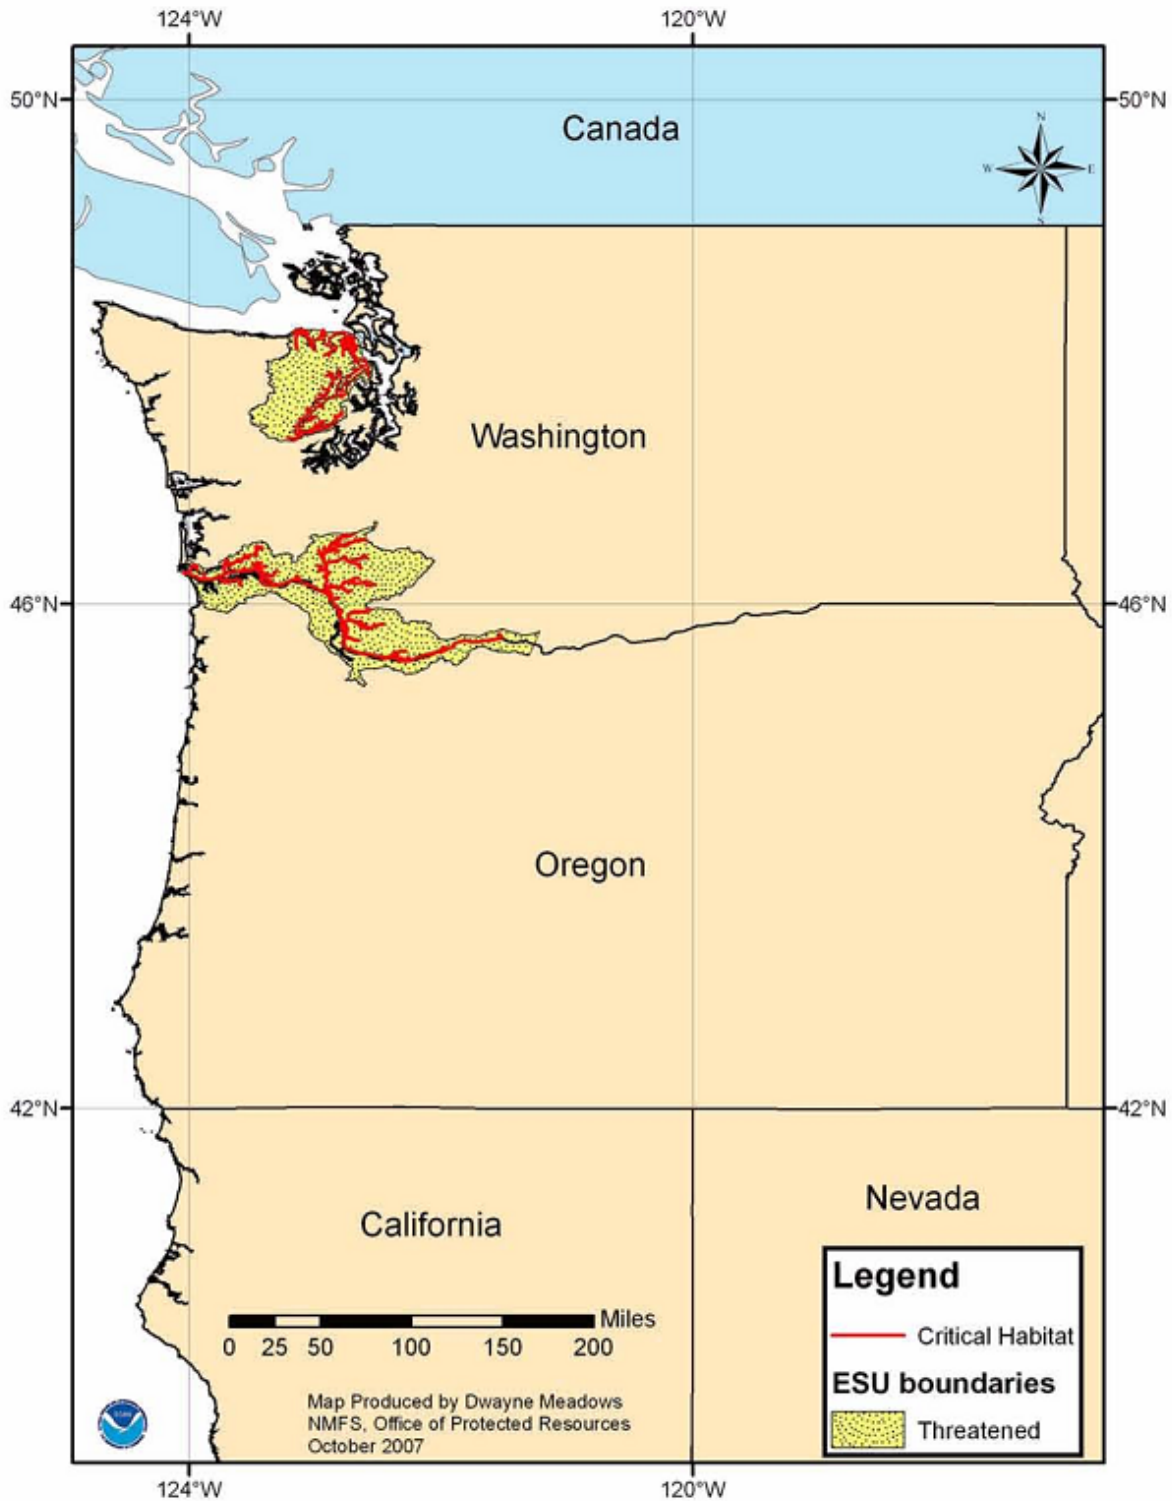 124°W
120°W
50°N
50°N
Canada
N
W
E
S
Washington
46°N
46°N
Oregon
42°N
42°N
Nevada
California
Legend
Critical Habitat
ESU boundaries
Threatened
Miles
0 25 50 100 150 200
Map Produced by Dwayne Meadows
NMFS, Office of Protected Resources
October 2007
124°W
120°W